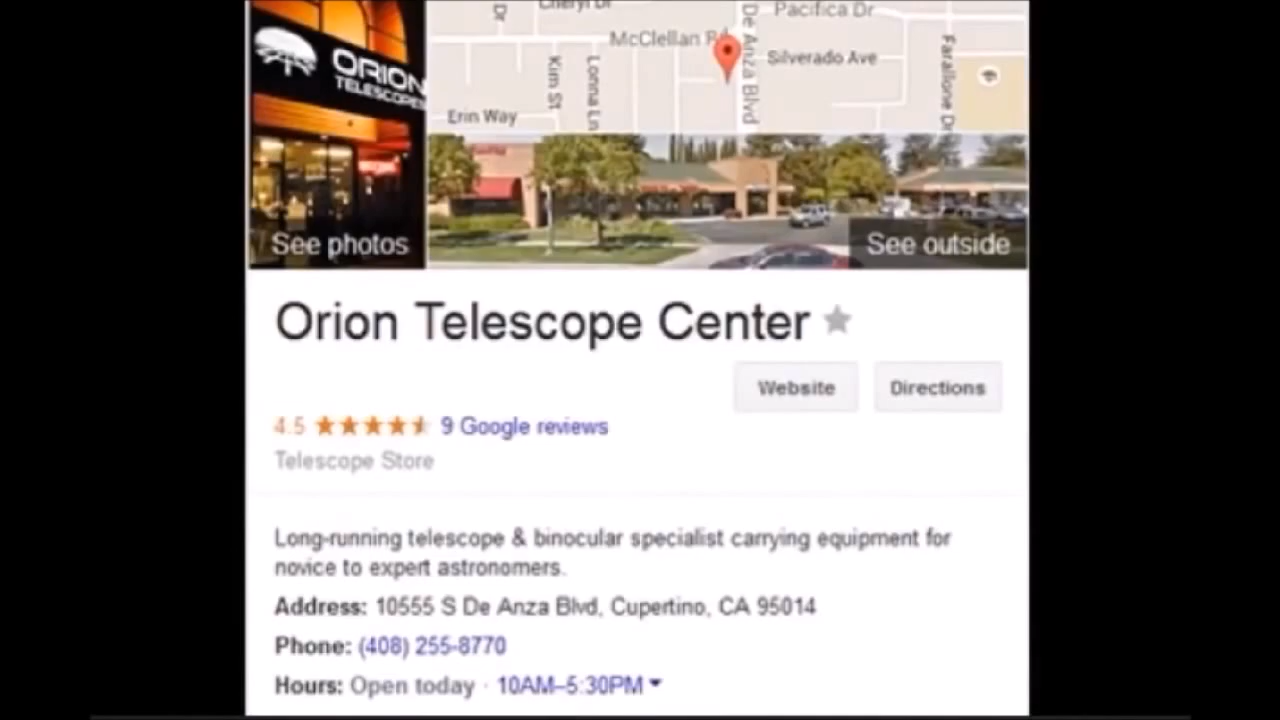 ORION
TELESCOPES
Dr
Cheryl Dr
Pacifica Dr
McClellan Rd
De Anza Blvd
Silverado Ave
Kim St
Lonna Ln
Farallone Dr
Erin Way
See photos
See outside
Orion Telescope Center
Website
Directions
4.5
9 Google reviews
Telescope Store
Long-running telescope & binocular specialist carrying equipment for
novice to expert astronomers.
Address: 10555 S De Anza Blvd, Cupertino, CA 95014
Phone: (408) 255-8770
Hours: Open today · 10AM–5:30PM